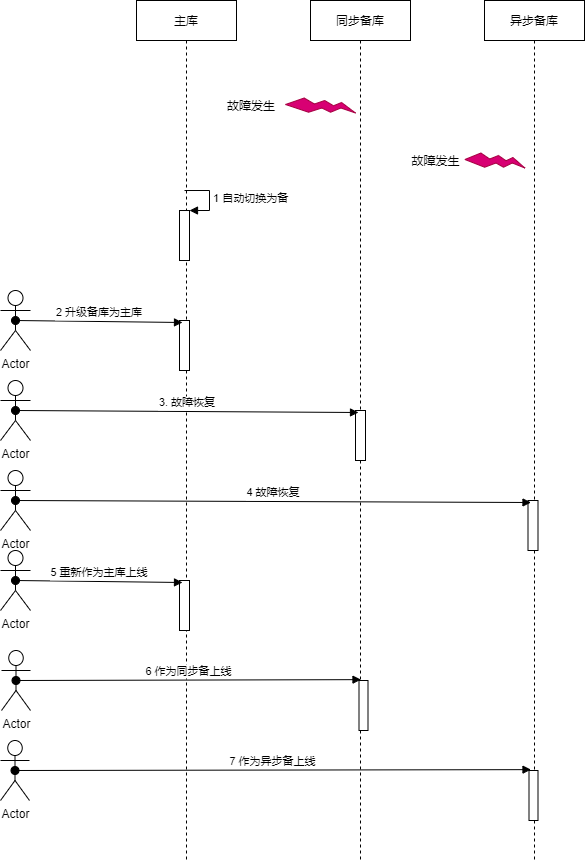 主库
同步备库
异步备库
故障发生
故障发生
1 自动切换为备
2 升级备库为主库
Actor
3. 故障恢复
Actor
4 故障恢复
Actor
5 重新作为主库上线
Actor
6 作为同步备上线
Actor
7 作为异步备上线
Actor